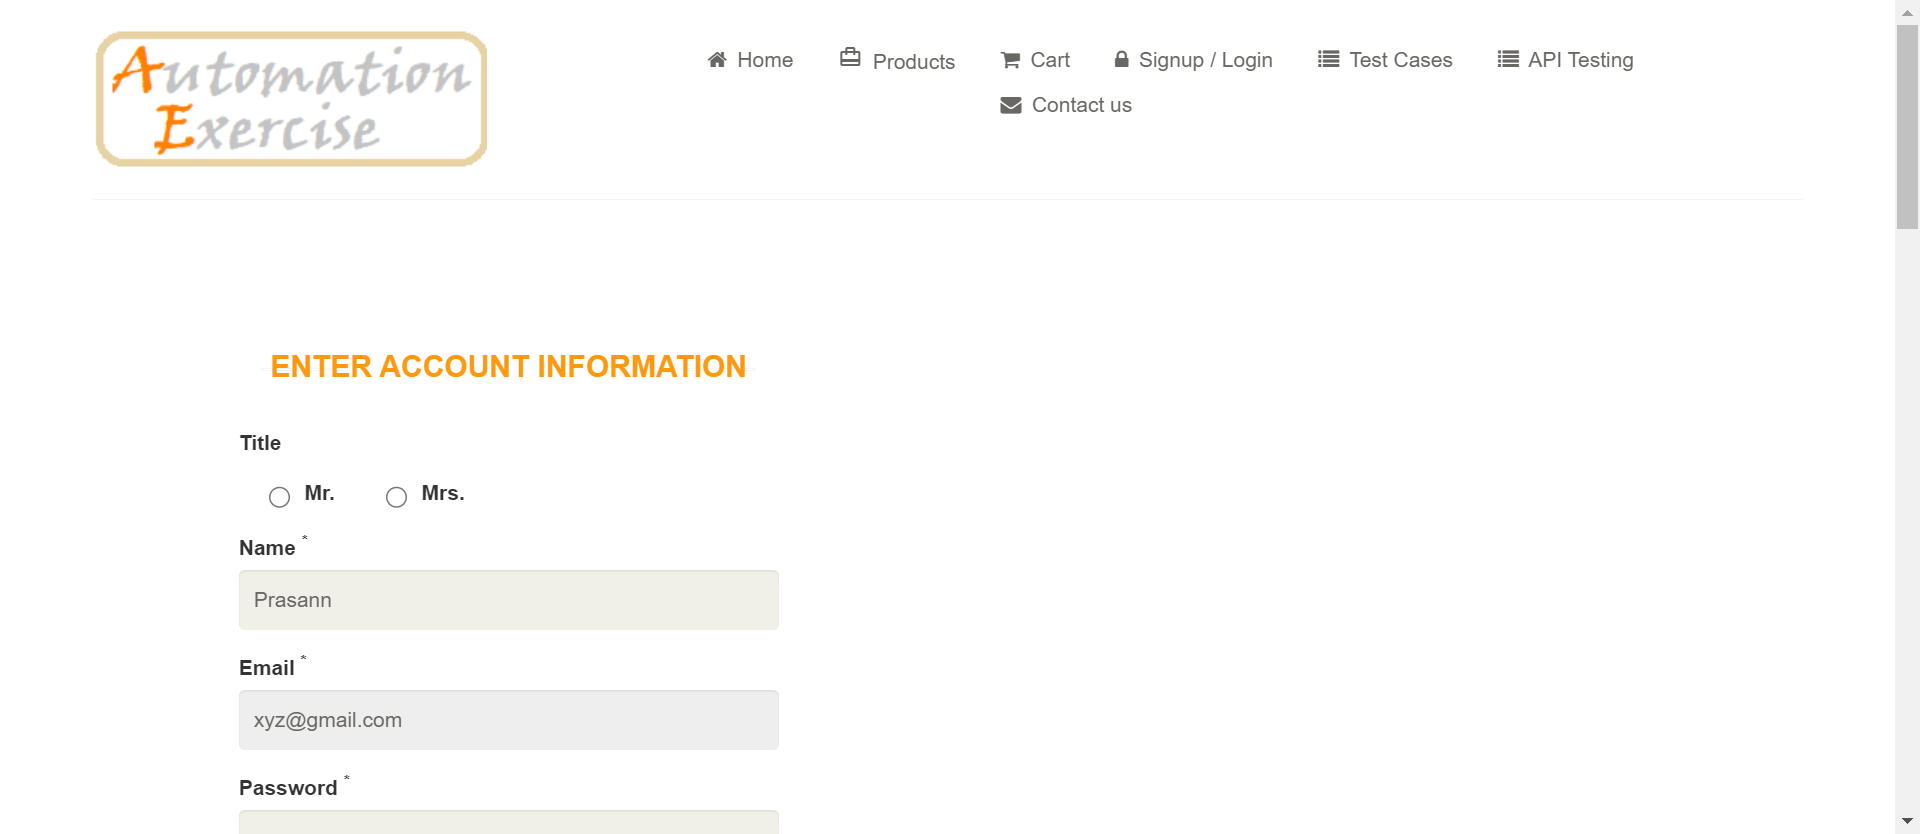 Automation
Exercise
Home Products Cart Signup / Login Test Cases API Testing
Contact us
ENTER ACCOUNT INFORMATION
Title
Mr. Mrs.
Name *
Prasann
Email *
xyz@gmail.com
Password *